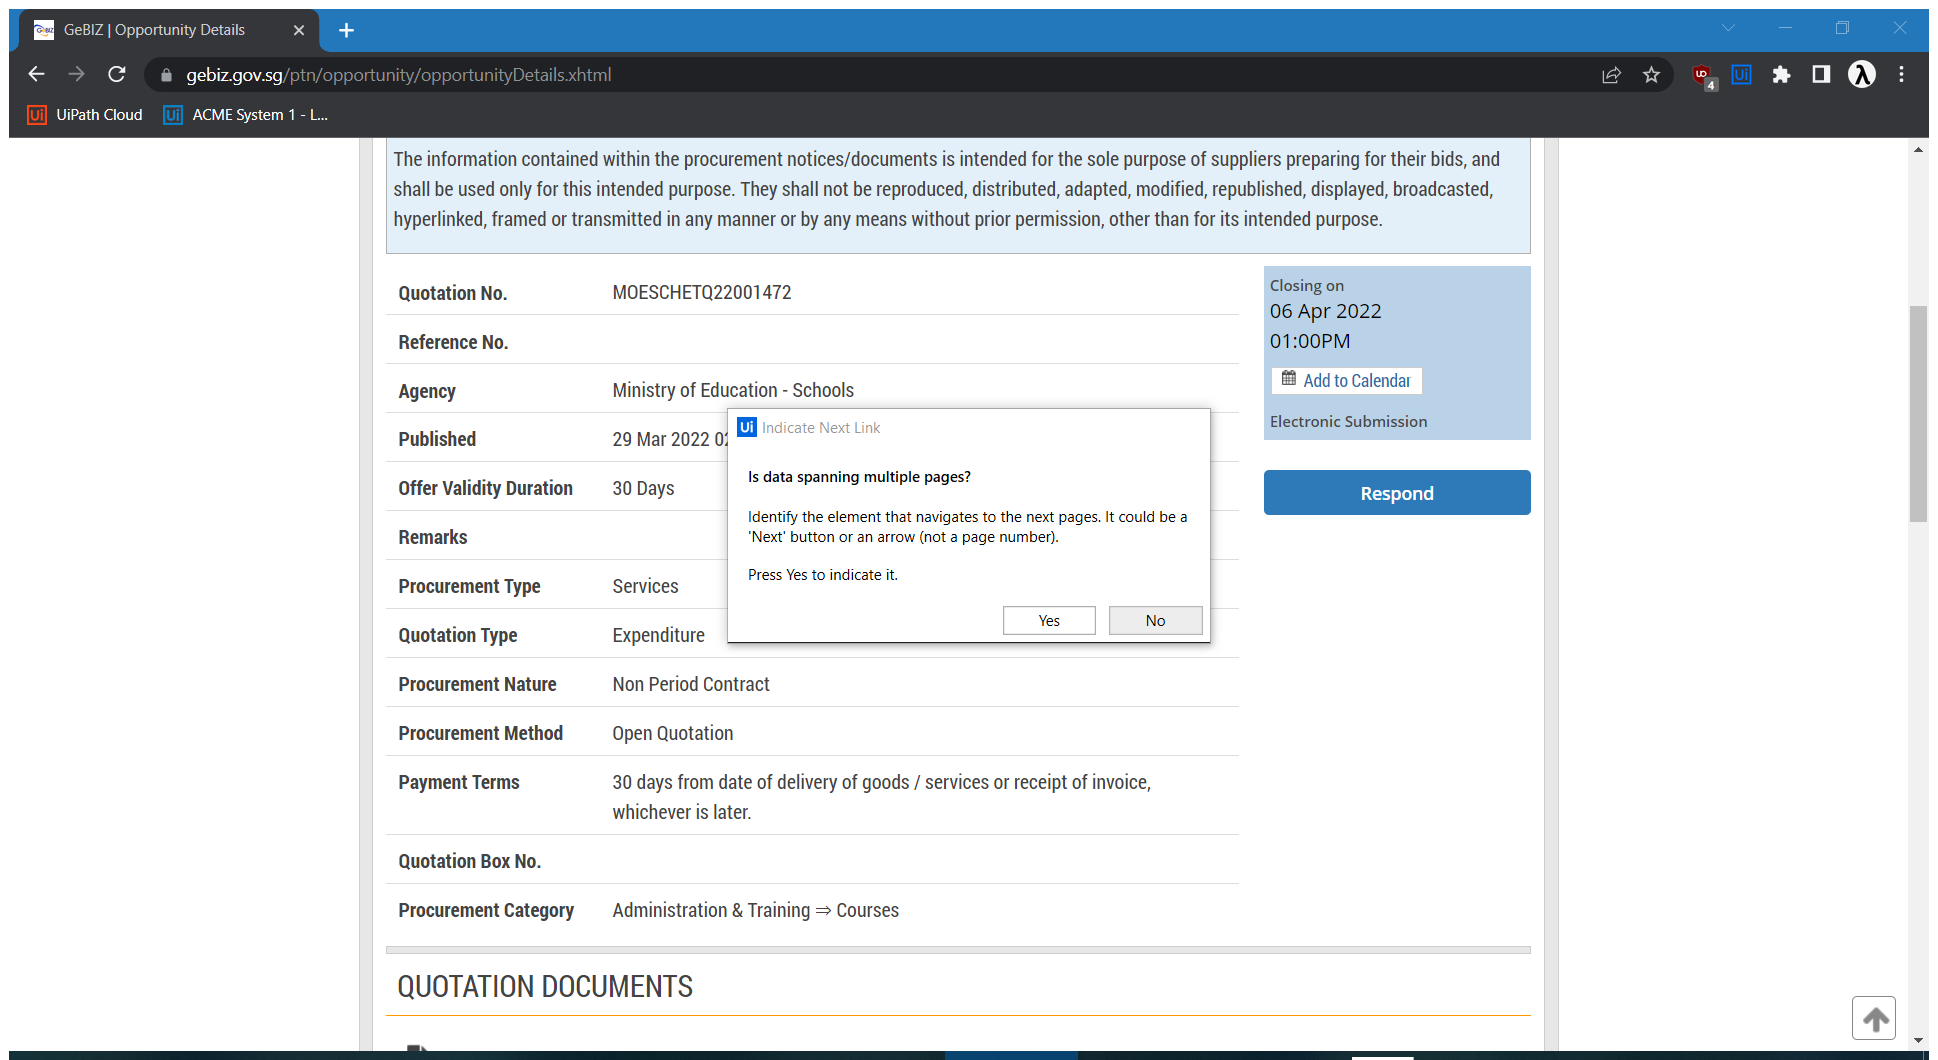 GeBIZ | Opportunity Details
gebiz.gov.sg/ptn/opportunity/opportunityDetails.xhtml
4
Ui UiPath Cloud Ui ACME System 1 - L...
The information contained within the procurement notices/documents is intended for the sole purpose of suppliers preparing for their bids, and
shall be used only for this intended purpose. They shall not be reproduced, distributed, adapted, modified, republished, displayed, broadcasted,
hyperlinked, framed or transmitted in any manner or by any means without prior permission, other than for its intended purpose.
Quotation No. MOESCHETQ22001472
Reference No.
Agency Ministry of Education - Schools
Published 29 Mar 2022
Offer Validity Duration 30 Days
Remarks
Procurement Type Services
Quotation Type Expenditure
Procurement Nature Non Period Contract
Procurement Method Open Quotation
Payment Terms 30 days from date of delivery of goods / services or receipt of invoice,
whichever is later.
Quotation Box No.
Procurement Category Administration & Training ⇒ Courses
Closing on
06 Apr 2022
01:00PM
Add to Calendar
Electronic Submission
Respond
Ui Indicate Next Link
Is data spanning multiple pages?
Identify the element that navigates to the next pages. It could be a
'Next' button or an arrow (not a page number).
Press Yes to indicate it.
Yes No
QUOTATION DOCUMENTS